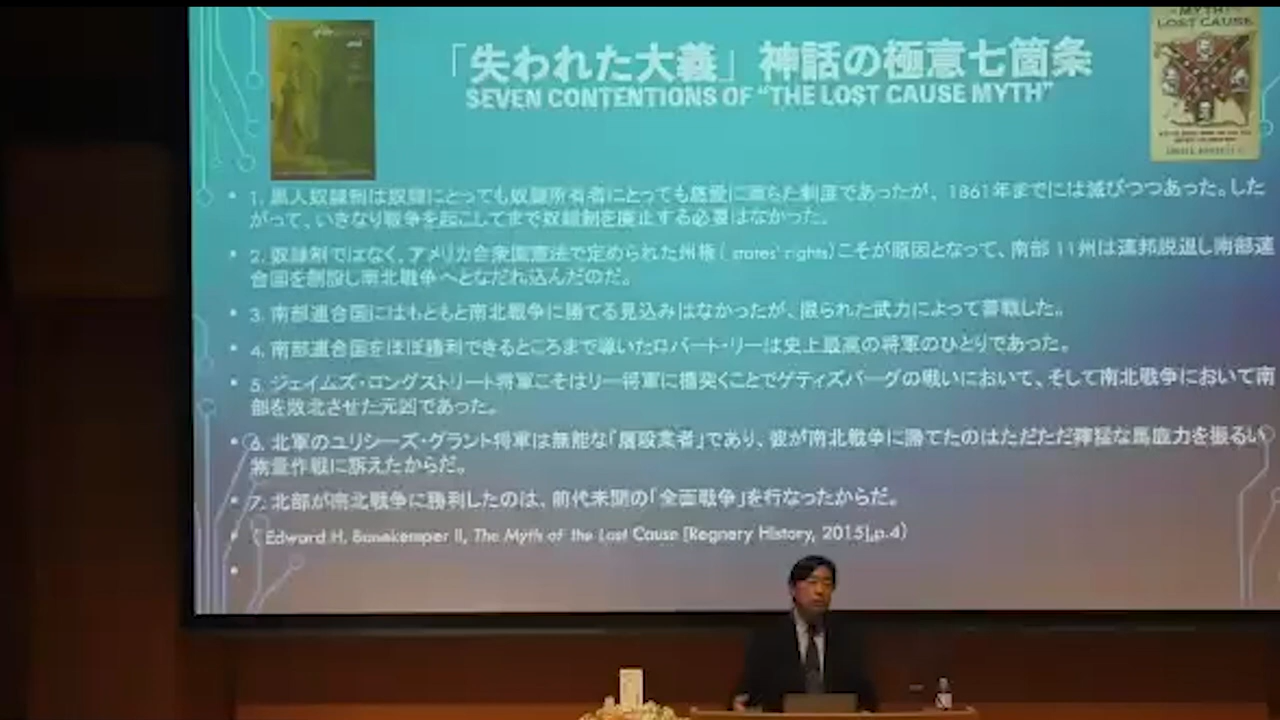 「失われた大義」神話の極意七箇条
SEVEN CONTENTIONS OF "THE LOST CAUSE MYTH"
MYTH
LOST CAUSE
• 1. 黒人奴隷制は奴隷にとっても奴隷所有者にとっても慈愛に満ちた制度であったが、1861年までには滅びつつあった。した
がって、いきなり戦争を起こしてまで奴隷制を廃止する必要はなかった。
• 2. 奴隷制ではなく、アメリカ合衆国憲法で定められた州権( states' rights)こそが原因となって、南部 11州は連邦脱退し南部連
合国を創設し南北戦争へとなだれ込んだのだ。
• 3. 南部連合国にはもともと南北戦争に勝てる見込みはなかったが、限られた武力によって善戦した。
• 4. 南部連合国をほぼ勝利できるところまで導いたロバート・リーは史上最高の将軍のひとりであった。
• 5. ジェイムズ・ロングストリート将軍こそはリー将軍に楯突くことでゲティズバーグの戦いにおいて、そして南北戦争において南
部を敗北させた元凶であった。
• 6. 北軍のユリシーズ・グラント将軍は無能な「屠殺業者」であり、彼が南北戦争に勝てたのはただただ獰猛な馬鹿力を振るい
物量作戦に訴えたからだ。
• 7. 北部が南北戦争に勝利したのは、前代未聞の「全面戦争」を行なったからだ。
• ( Edward H. Bonekemper II, The Myth of the Lost Cause [Regnery History, 2015],p.4)